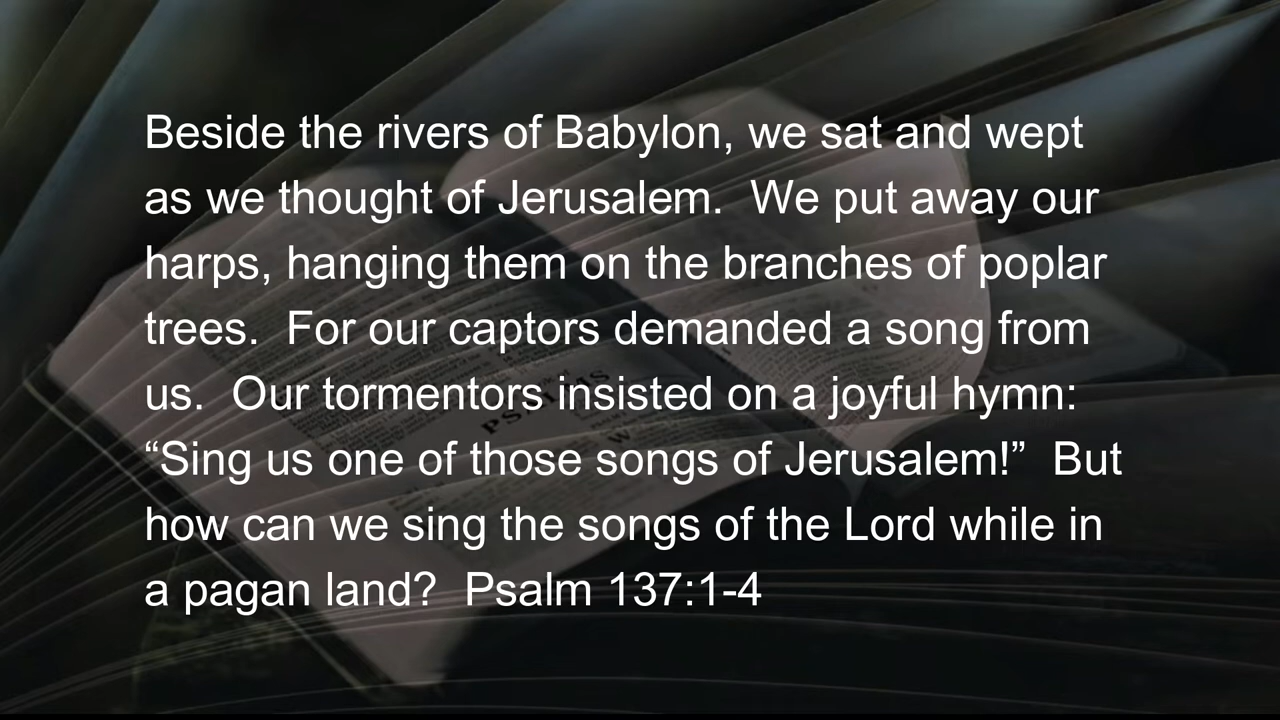 Beside the rivers of Babylon, we sat and wept
as we thought of Jerusalem.  We put away our
harps, hanging them on the branches of poplar
trees.  For our captors demanded a song from
us.  Our tormentors insisted on a joyful hymn:
“Sing us one of those songs of Jerusalem!”  But
how can we sing the songs of the Lord while in
a pagan land?  Psalm 137:1-4
PSALMS